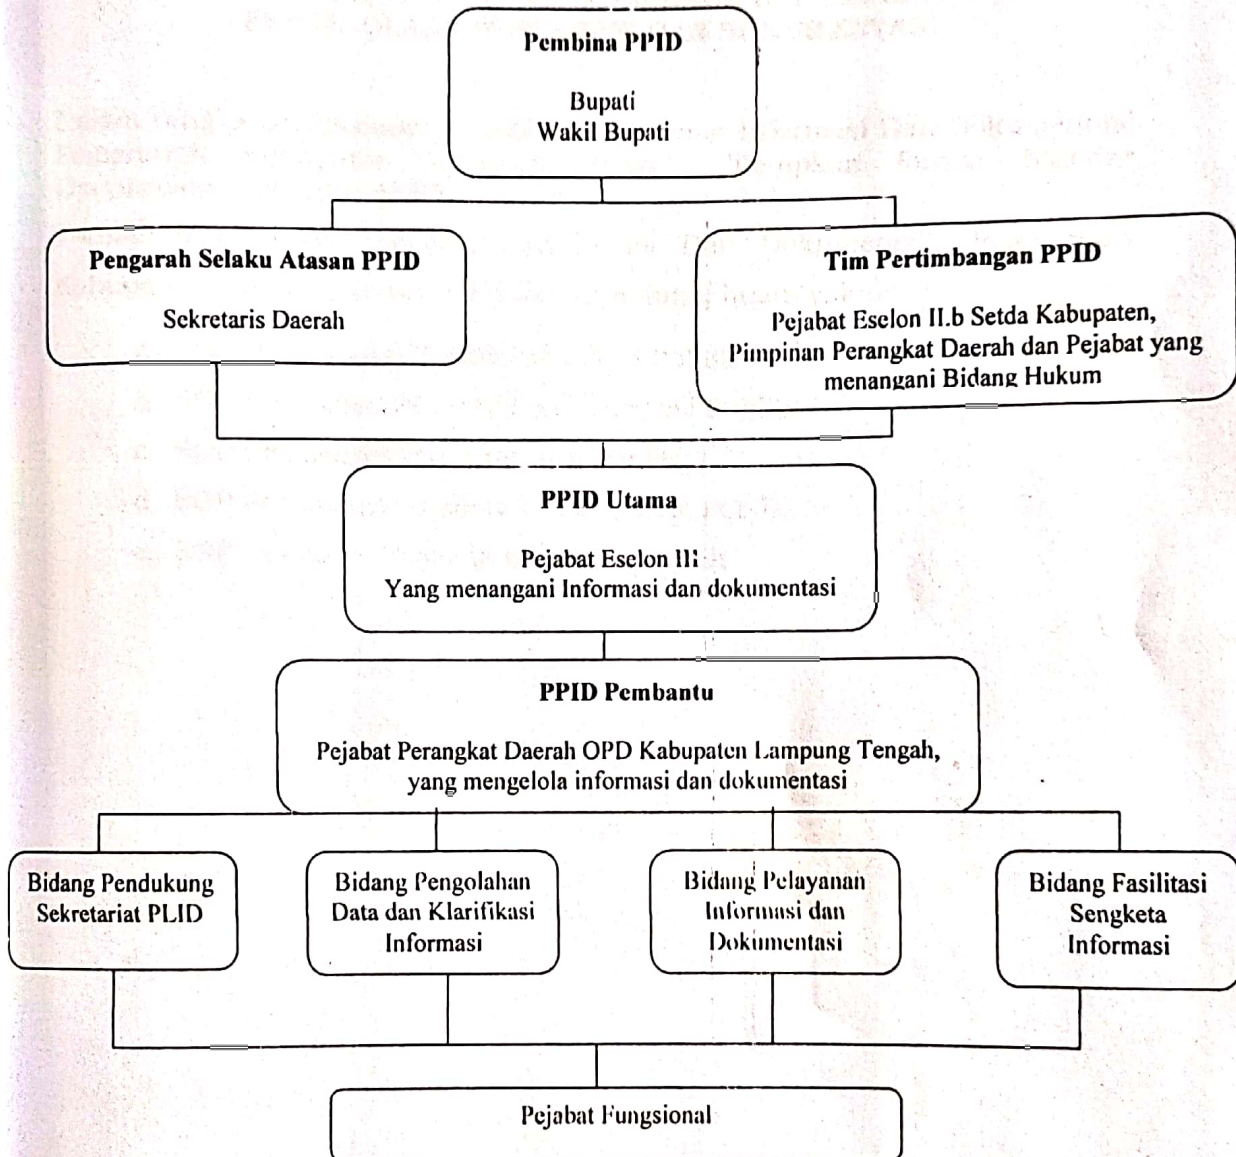 Pembina PPID
Bupati
Wakil Bupati
Pengarah Selaku Atasan PPID
Sekretaris Daerah
Tim Pertimbangan PPID
Pejabat Eselon II.b Setda Kabupaten,
Pimpinan Perangkat Daerah dan Pejabat yang
menangani Bidang Hukum
PPID Utama
Pejabat Eselon III
Yang menangani Informasi dan dokumentasi
PPID Pembantu
Pejabat Perangkat Daerah OPD Kabupaten Lampung Tengah,
yang mengelola informasi dan dokumentasi
Bidang Pendukung
Sekretariat PLID
Bidang Pengolahan
Data dan Klarifikasi
Informasi
Bidang Pelayanan
Informasi dan
Dokumentasi
Bidang Fasilitasi
Sengketa
Informasi
Pejabat Fungsional